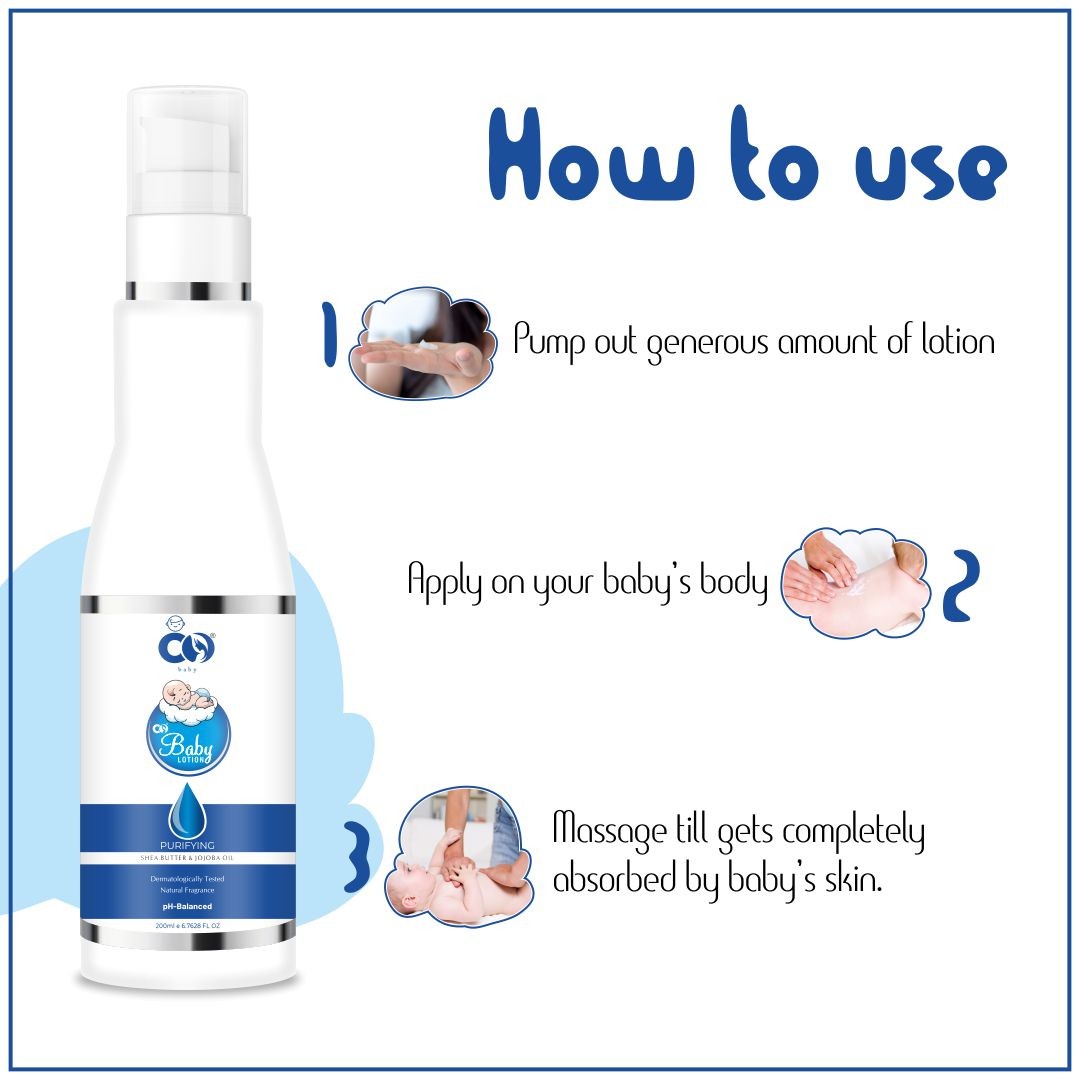 How to use
1
Pump out generous amount of lotion
Apply on your baby's body
2
3
Massage till gets completely
absorbed by baby's skin.
CO®
baby
CO
Baby
LOTION
PURIFYING
SHEA BUTTER & JOJOBA OIL
Dermatologically Tested
Natural Fragrance
pH-Balanced
200ml e 6.7628 FL OZ